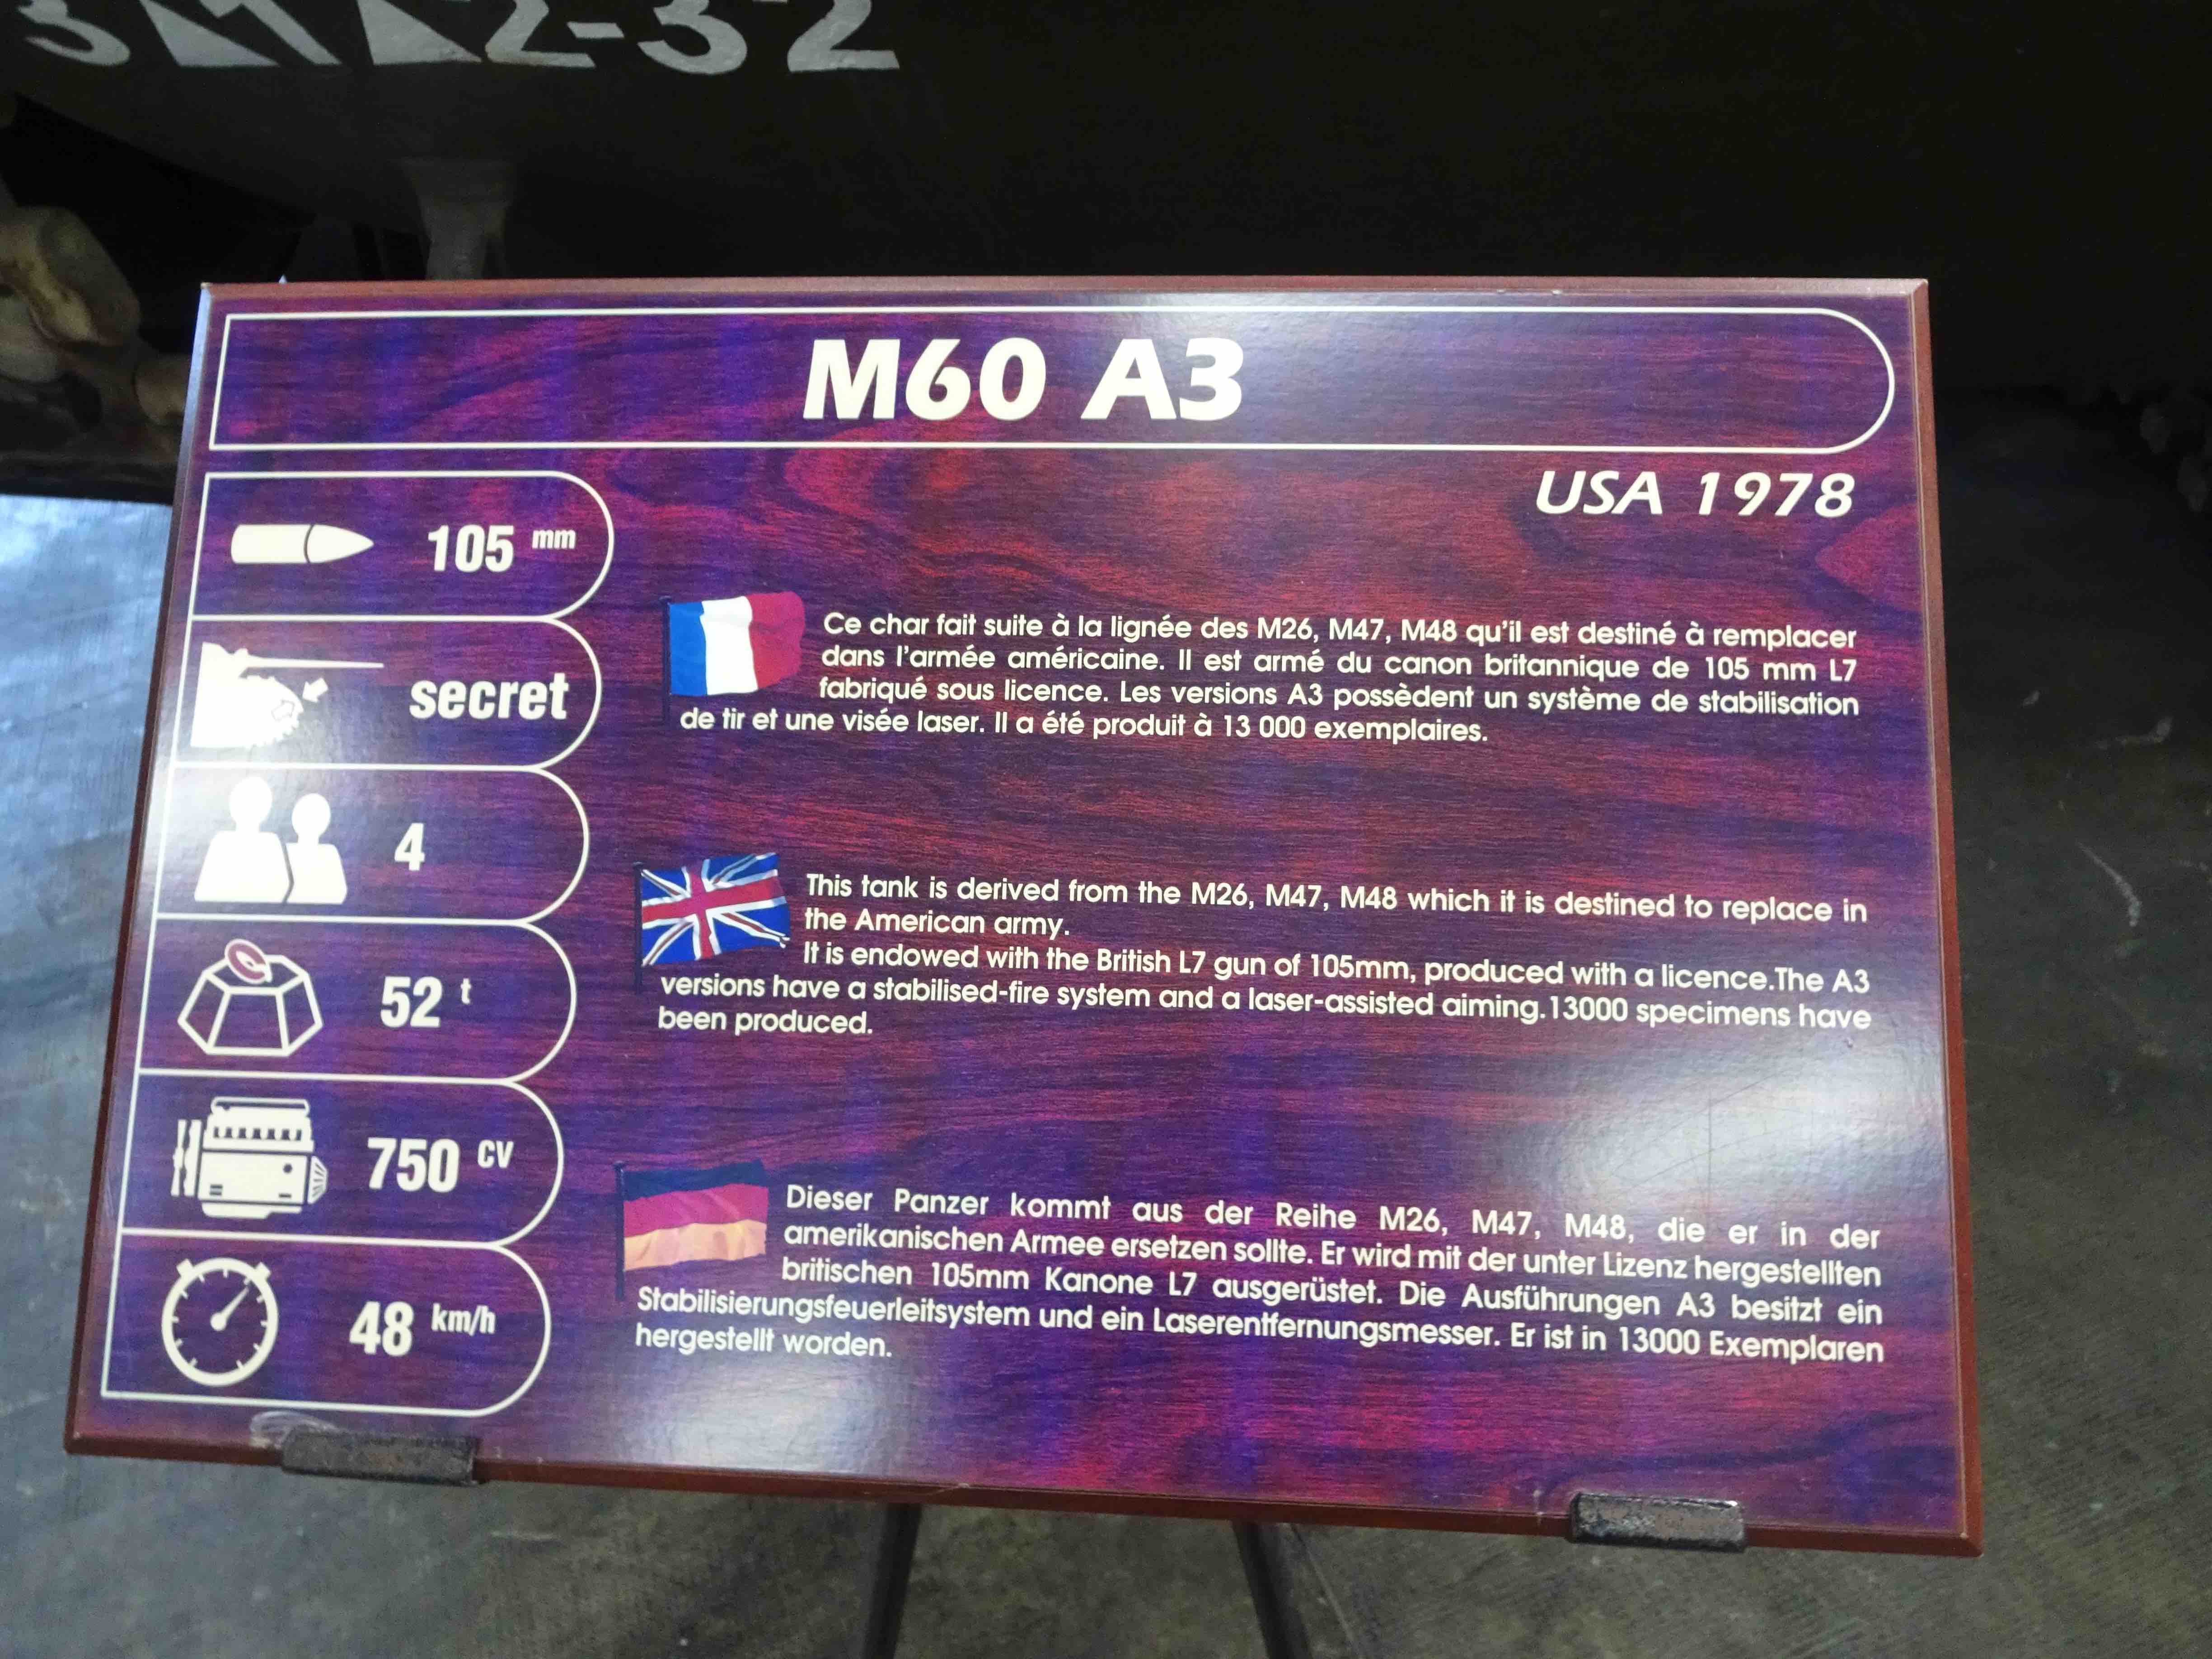 2-32
M60 A3
USA 1978
105 mm
secret
4
52 t
750 CV
48 km/h
Ce char fait suite à la lignée des M26, M47, M48 qu'il est destiné à remplacer
dans l'armée américaine. Il est armé du canon britannique de 105 mm L7
fabriqué sous licence. Les versions A3 possèdent un système de stabilisation
de tir et une visée laser. Il a été produit à 13 000 exemplaires.
This tank is derived from the M26, M47, M48 which it is destined to replace in
the American army.
It is endowed with the British L7 gun of 105mm, produced with a licence.The A3
versions have a stabilised-fire system and a laser-assisted aiming.13000 specimens have
been produced.
Dieser Panzer kommt aus der Reihe M26, M47, M48, die er in der
amerikanischen Armee ersetzen sollte. Er wird mit der unter Lizenz hergestellten
britischen 105mm Kanone L7 ausgerüstet. Die Ausführungen A3 besitzt ein
Stabilisierungsfeuerleitsystem und ein Laserentfernungsmesser. Er ist in 13000 Exemplaren
hergestellt worden.